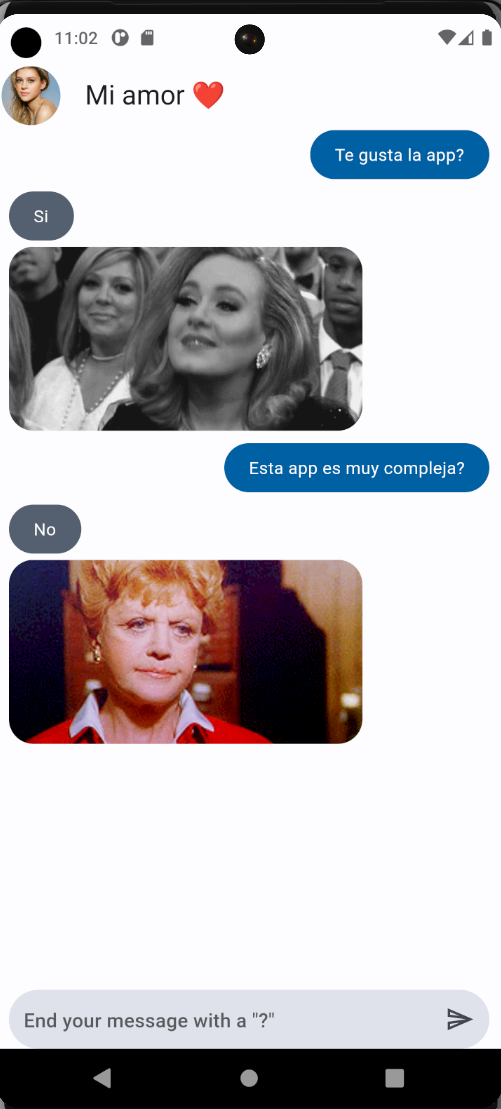 11:02
Mi amor ❤️
Te gusta la app?
Si
Esta app es muy compleja?
No
End your message with a "?"